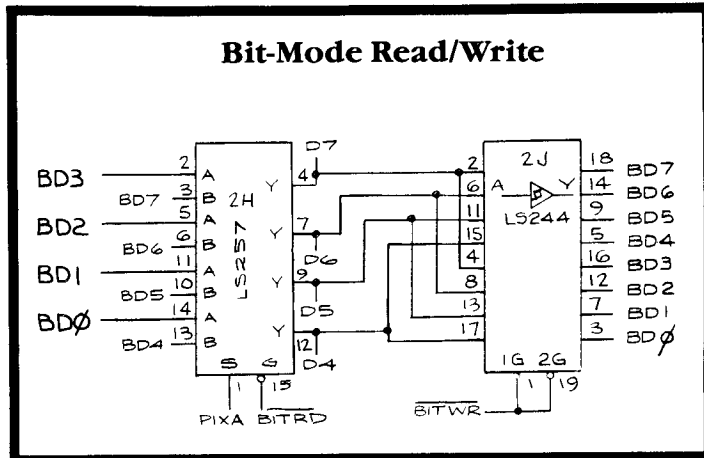 Bit-Mode Read/Write
D7
BD3 2 A Y 4 2 2J 18 BD7
BD7 3 B 2H 6 A Y 14 BD6
BD2 5 A Y 7 11 LS244 9 BD5
BD6 6 B LS257 D6 15 5 BD4
BD1 11 A Y 9 4 16 BD3
BD5 10 B D5 8 12 BD2
BDØ 14 A Y 12 13 7 BD1
BD4 13 B D4 17 3 BDØ
S G 1G 2G
1 15 1 19
PIXA BITRD BITWR